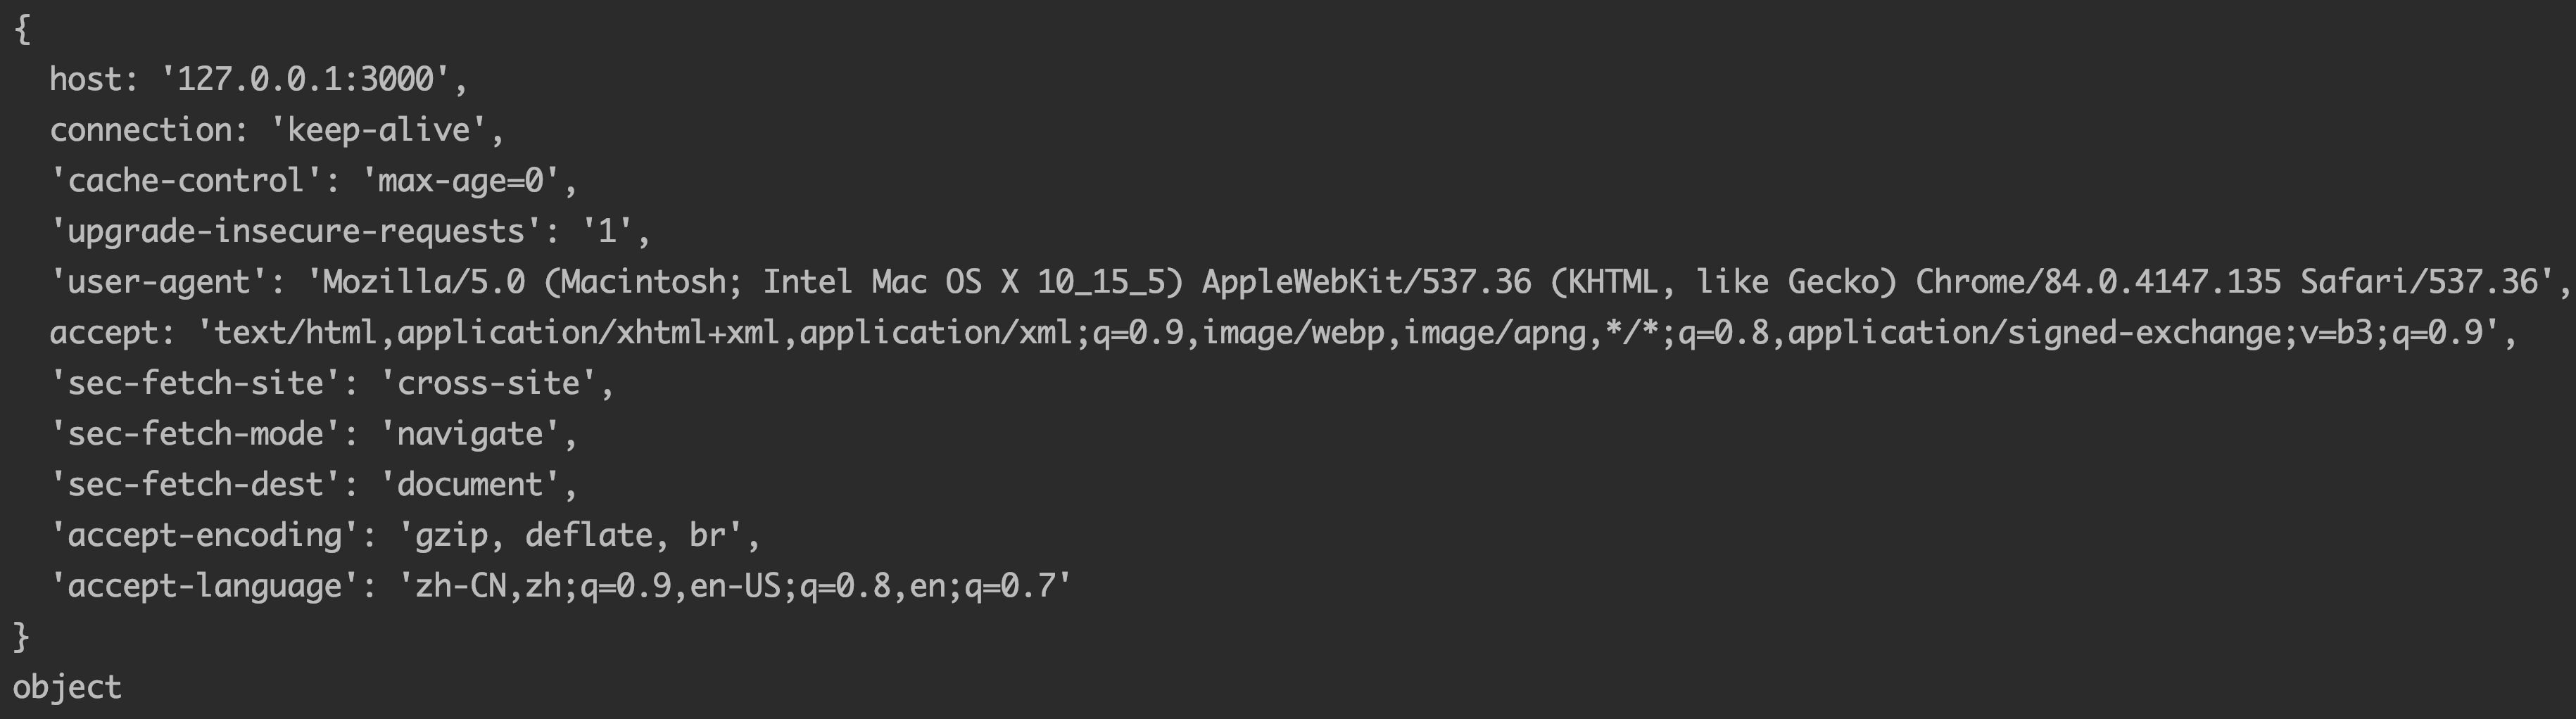 {
  host: '127.0.0.1:3000',
  connection: 'keep-alive',
  'cache-control': 'max-age=0',
  'upgrade-insecure-requests': '1',
  'user-agent': 'Mozilla/5.0 (Macintosh; Intel Mac OS X 10_15_5) AppleWebKit/537.36 (KHTML, like Gecko) Chrome/84.0.4147.135 Safari/537.36',
  accept: 'text/html,application/xhtml+xml,application/xml;q=0.9,image/webp,image/apng,*/*;q=0.8,application/signed-exchange;v=b3;q=0.9',
  'sec-fetch-site': 'cross-site',
  'sec-fetch-mode': 'navigate',
  'sec-fetch-dest': 'document',
  'accept-encoding': 'gzip, deflate, br',
  'accept-language': 'zh-CN,zh;q=0.9,en-US;q=0.8,en;q=0.7'
}
object